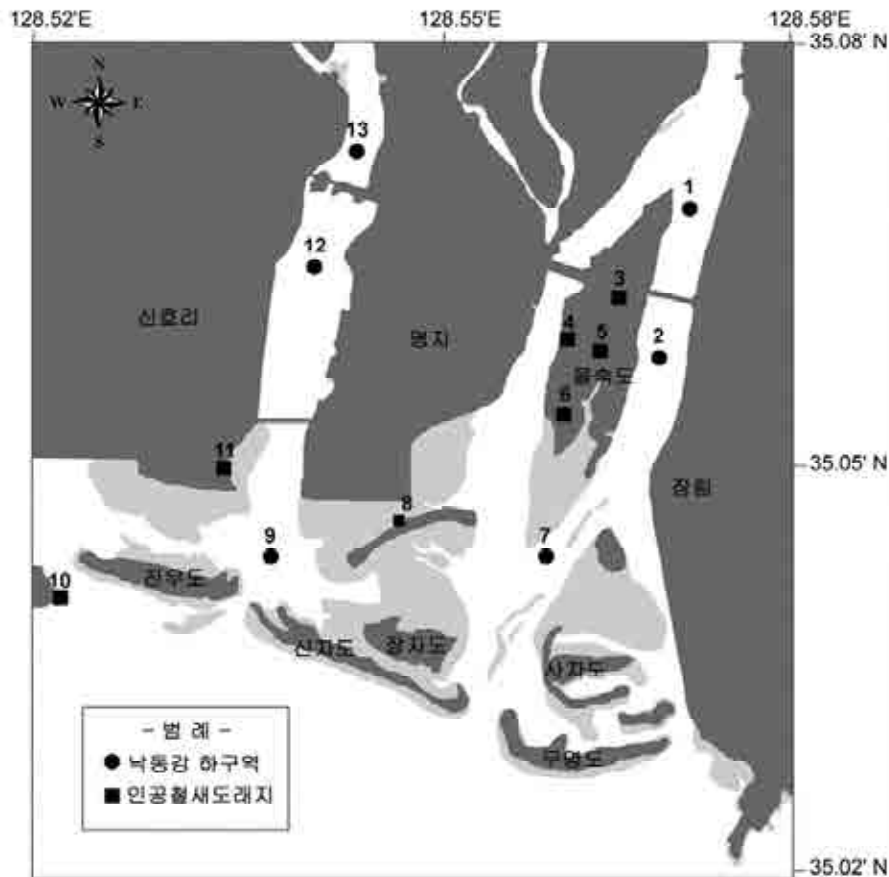 128.52'E 128.55'E 128.58'E
35.08' N
N
W E
S
13
1
12
3
신효리
4
5
명지
2
을숙도
6
11
35.05' N
장림
8
9
7
10
진우도
신자도
장자도
사자도
- 범 례 -
● 낙동강 하구역
■ 인공철새도래지
무명도
35.02' N